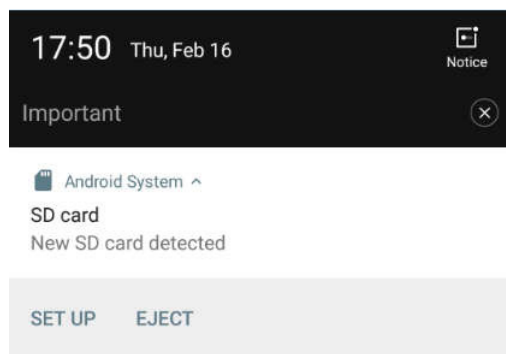 17:50 Thu, Feb 16
Notice
Important
Android System
SD card
New SD card detected
SET UP EJECT